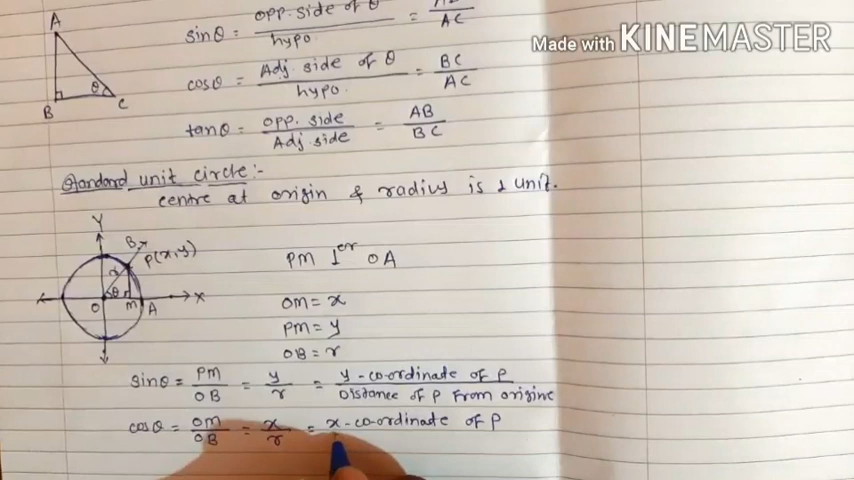 A
sinθ = opp. side of θ / hypo. = AB / AC
Made with KINEMASTER
cosθ = Adj. side of θ / hypo. = BC / AC
θ
B C
tanθ = opp. side / Adj side = AB / BC
Standard unit circle:-
centre at origin & radius is 1 unit.
Y
B P(x,y)
PM ⊥er OA
r
θ
O M A X
OM = x
PM = y
OB = r
sinθ = PM / OB = y / r = y - co-ordinate of P / Distance of P from origine
cosθ = OM / OB = x / r = x - co-ordinate of P